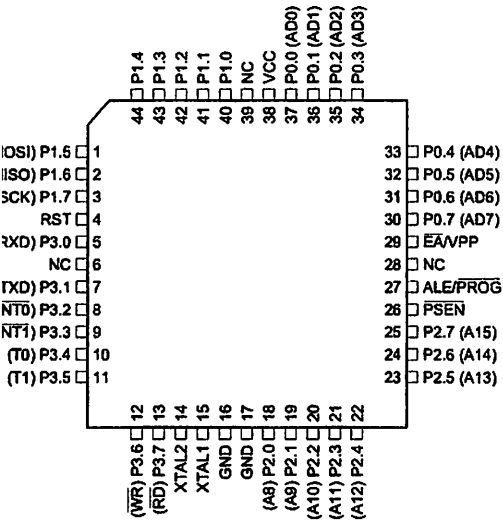 P1.4
P1.3
P1.2
P1.1
P1.0
NC
VCC
P0.0 (AD0)
P0.1 (AD1)
P0.2 (AD2)
P0.3 (AD3)
44
43
42
41
40
39
38
37
36
35
34
OSI) P1.5 1
ISO) P1.6 2
SCK) P1.7 3
RST 4
RXD) P3.0 5
NC 6
TXD) P3.1 7
NT0) P3.2 8
NT1) P3.3 9
(T0) P3.4 10
(T1) P3.5 11
33 P0.4 (AD4)
32 P0.5 (AD5)
31 P0.6 (AD6)
30 P0.7 (AD7)
29 EA/VPP
28 NC
27 ALE/PROG
26 PSEN
25 P2.7 (A15)
24 P2.6 (A14)
23 P2.5 (A13)
12
13
14
15
16
17
18
19
20
21
22
(WR) P3.6
(RD) P3.7
XTAL2
XTAL1
GND
GND
(A8) P2.0
(A9) P2.1
(A10) P2.2
(A11) P2.3
(A12) P2.4